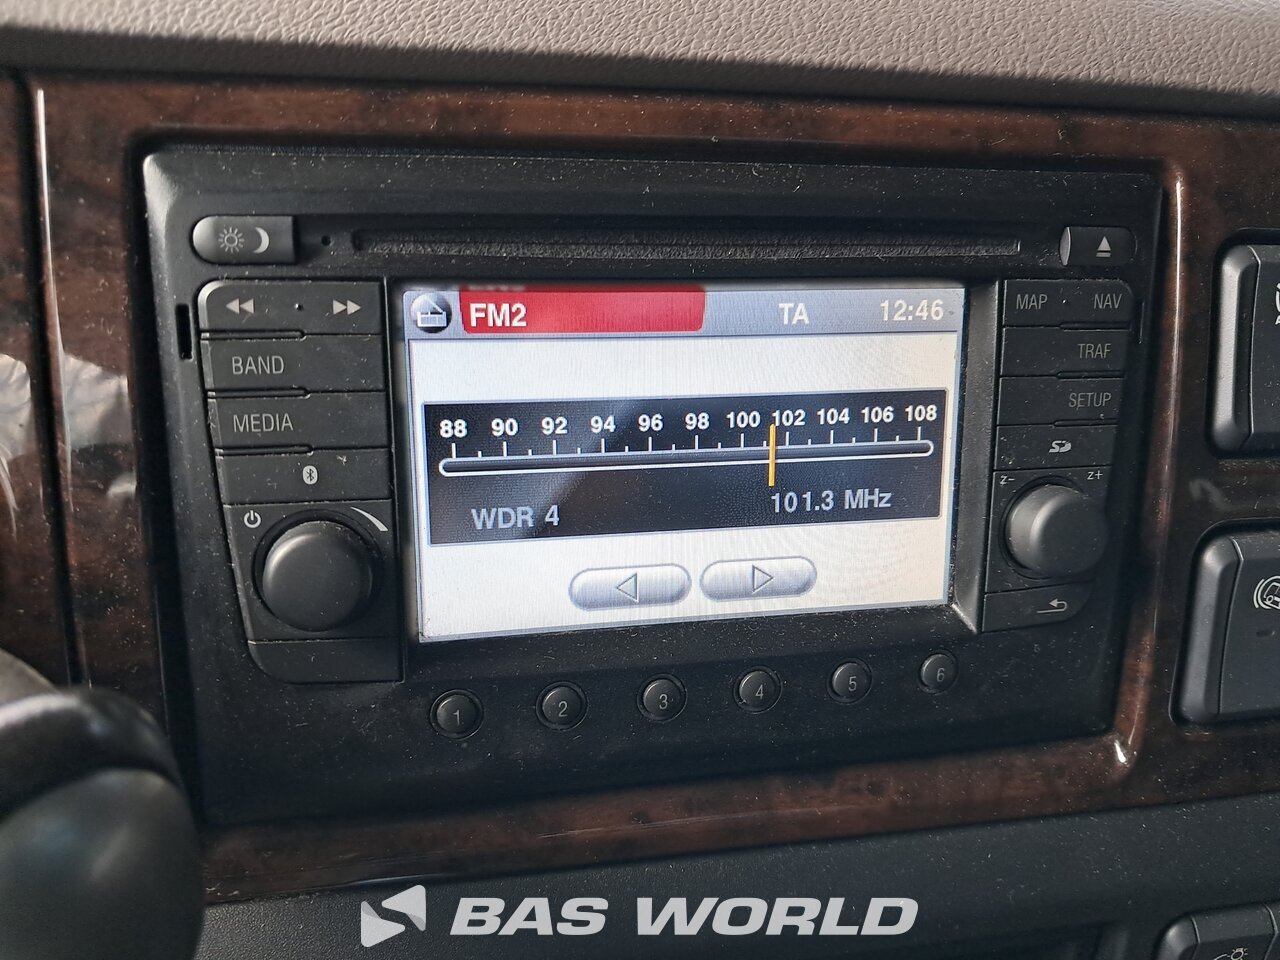 FM2
TA
12:46
MAP
NAV
BAND
TRAF
MEDIA
SETUP
88 90 92 94 96 98 100 102 104 106 108
z-
z+
WDR 4
101.3 MHz
1
2
3
4
5
6
BAS WORLD